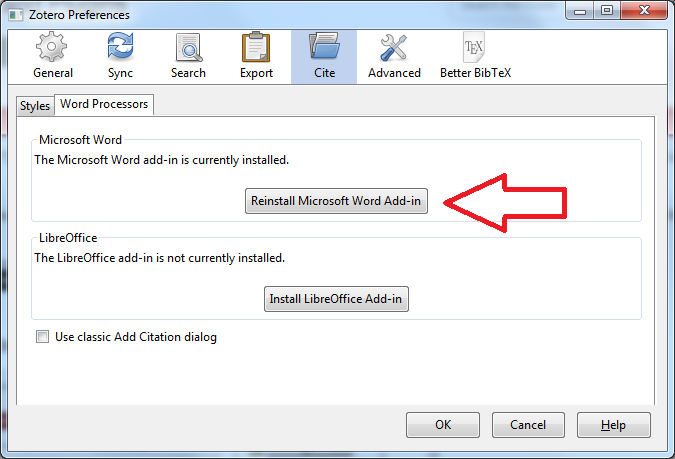 Zotero Preferences
General Sync Search Export Cite Advanced Better BibTeX
TEX
Styles Word Processors
Microsoft Word
The Microsoft Word add-in is currently installed.
Reinstall Microsoft Word Add-in
LibreOffice
The LibreOffice add-in is not currently installed.
Install LibreOffice Add-in
Use classic Add Citation dialog
OK Cancel Help